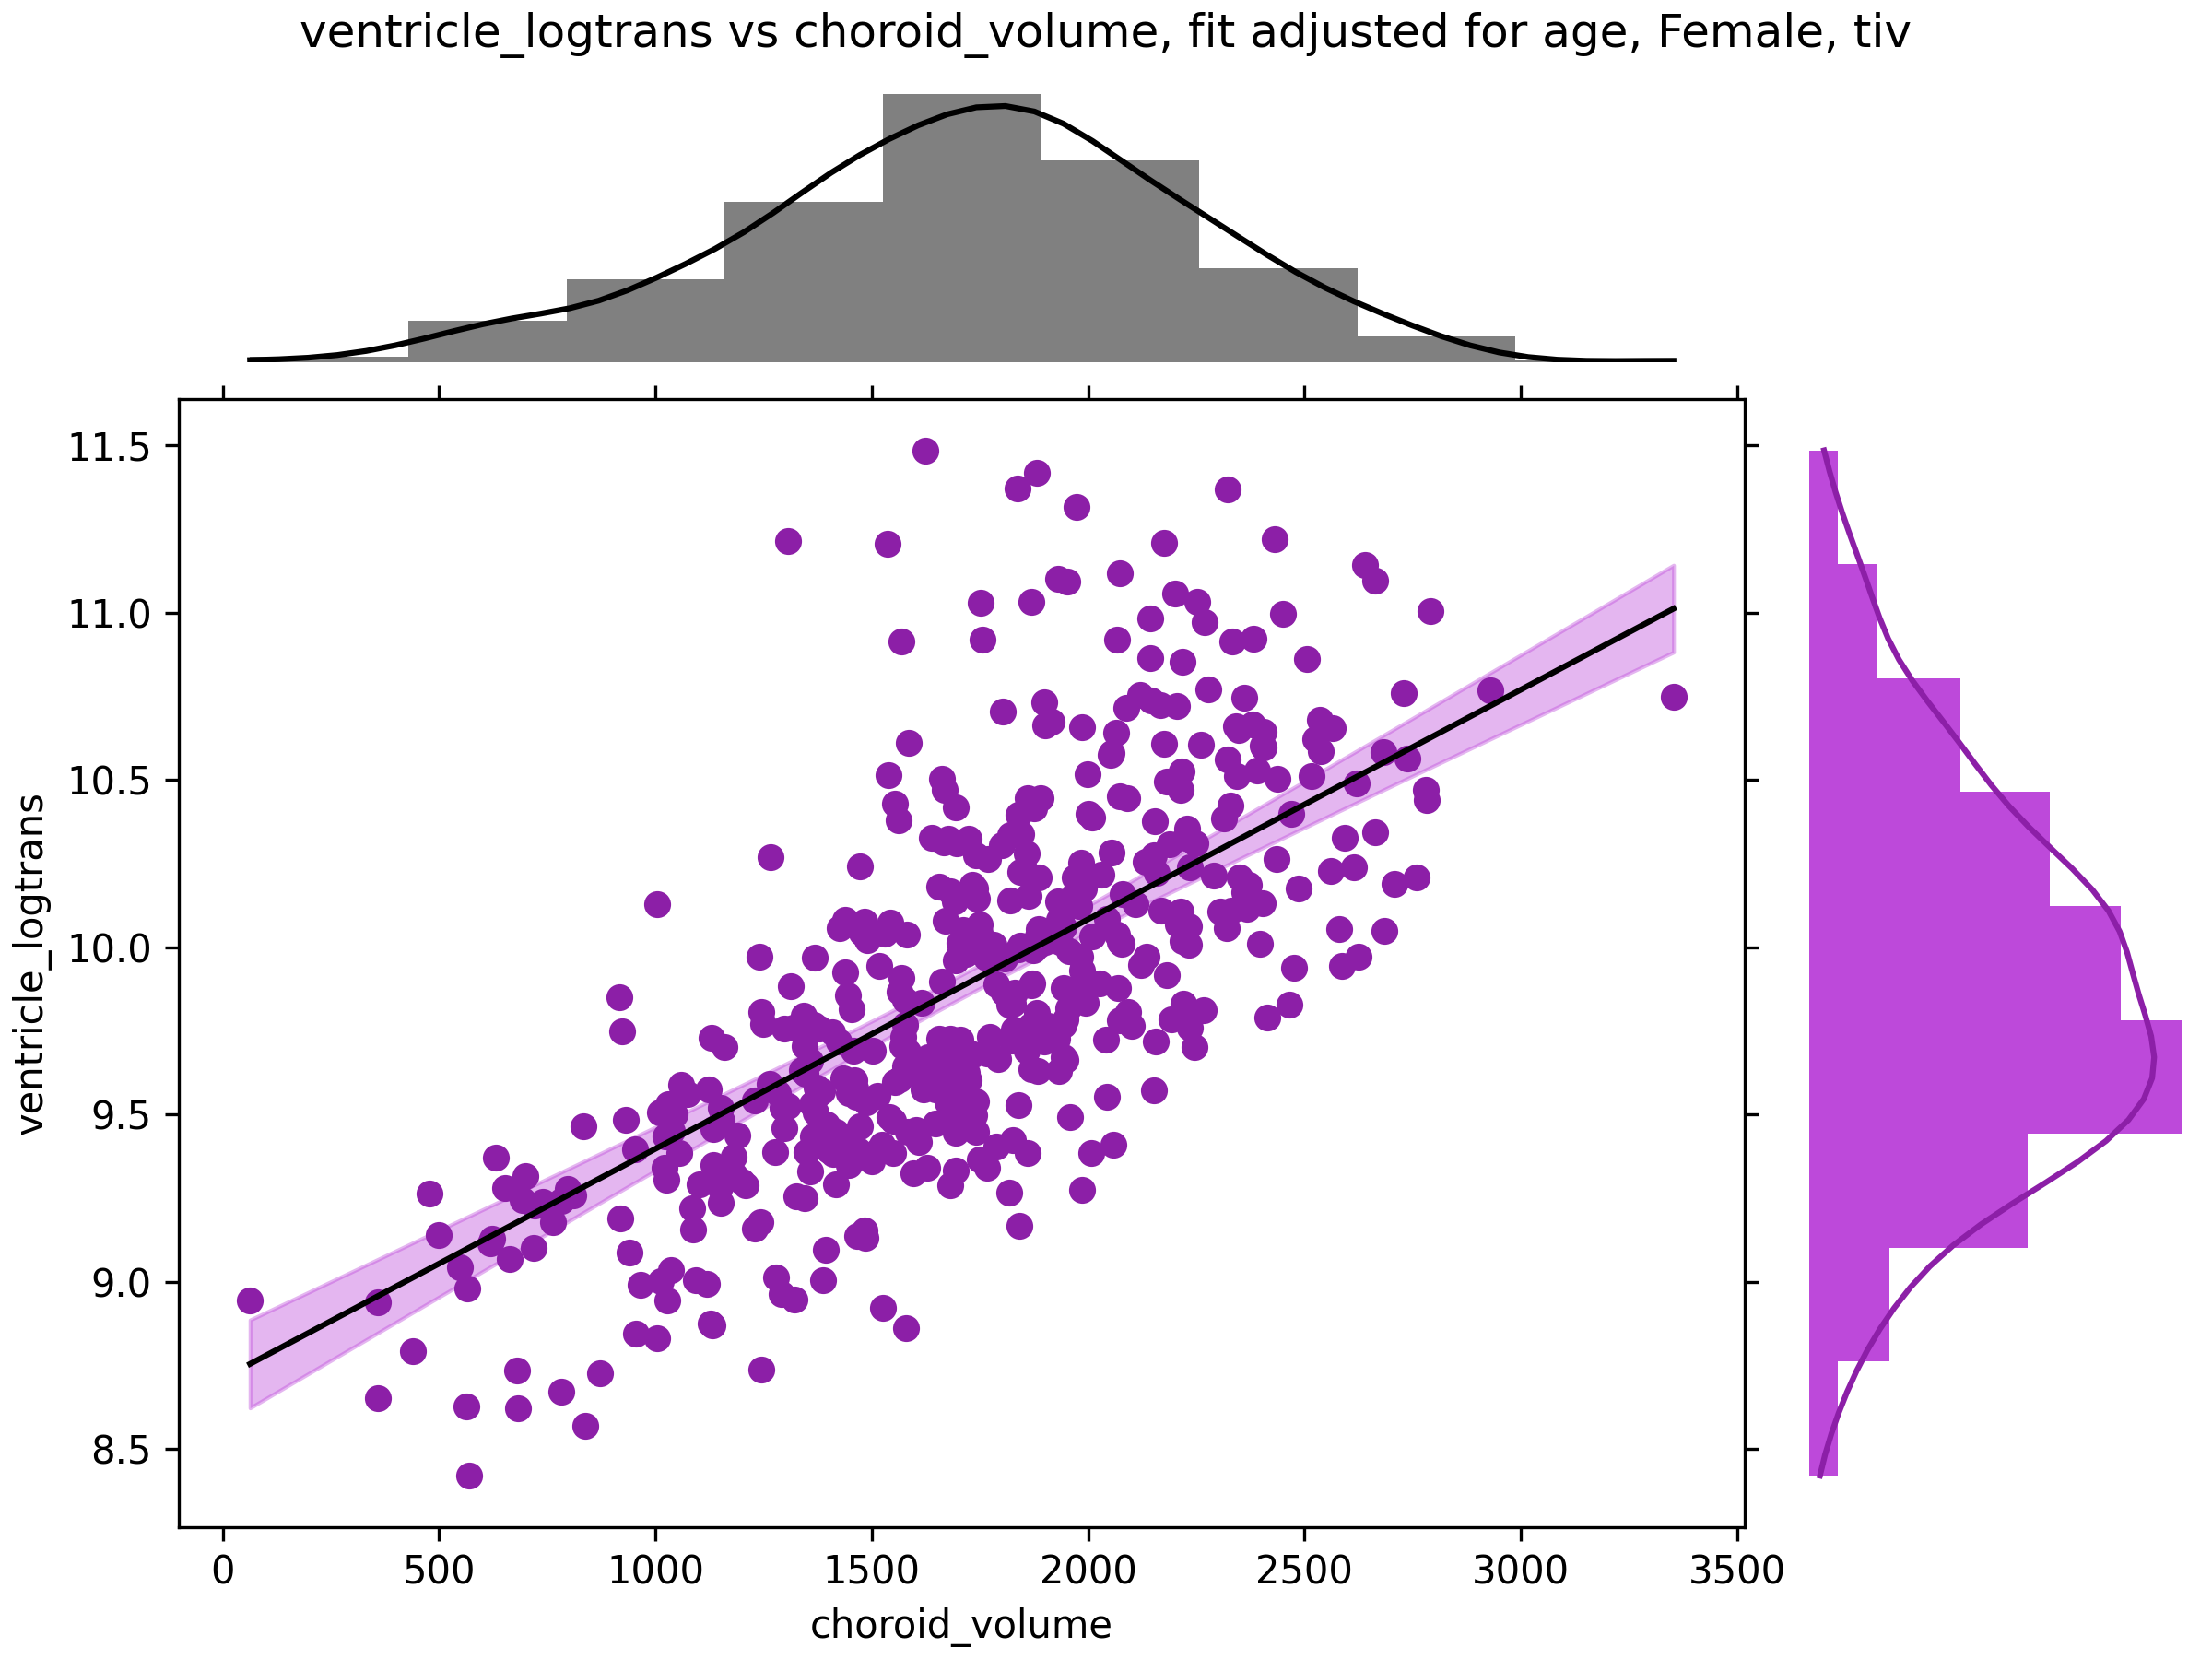 ventricle_logtrans vs choroid_volume, fit adjusted for age, Female, tiv
11.5
11.0
10.5
10.0
9.5
9.0
8.5
ventricle_logtrans
0 500 1000 1500 2000 2500 3000 3500
choroid_volume